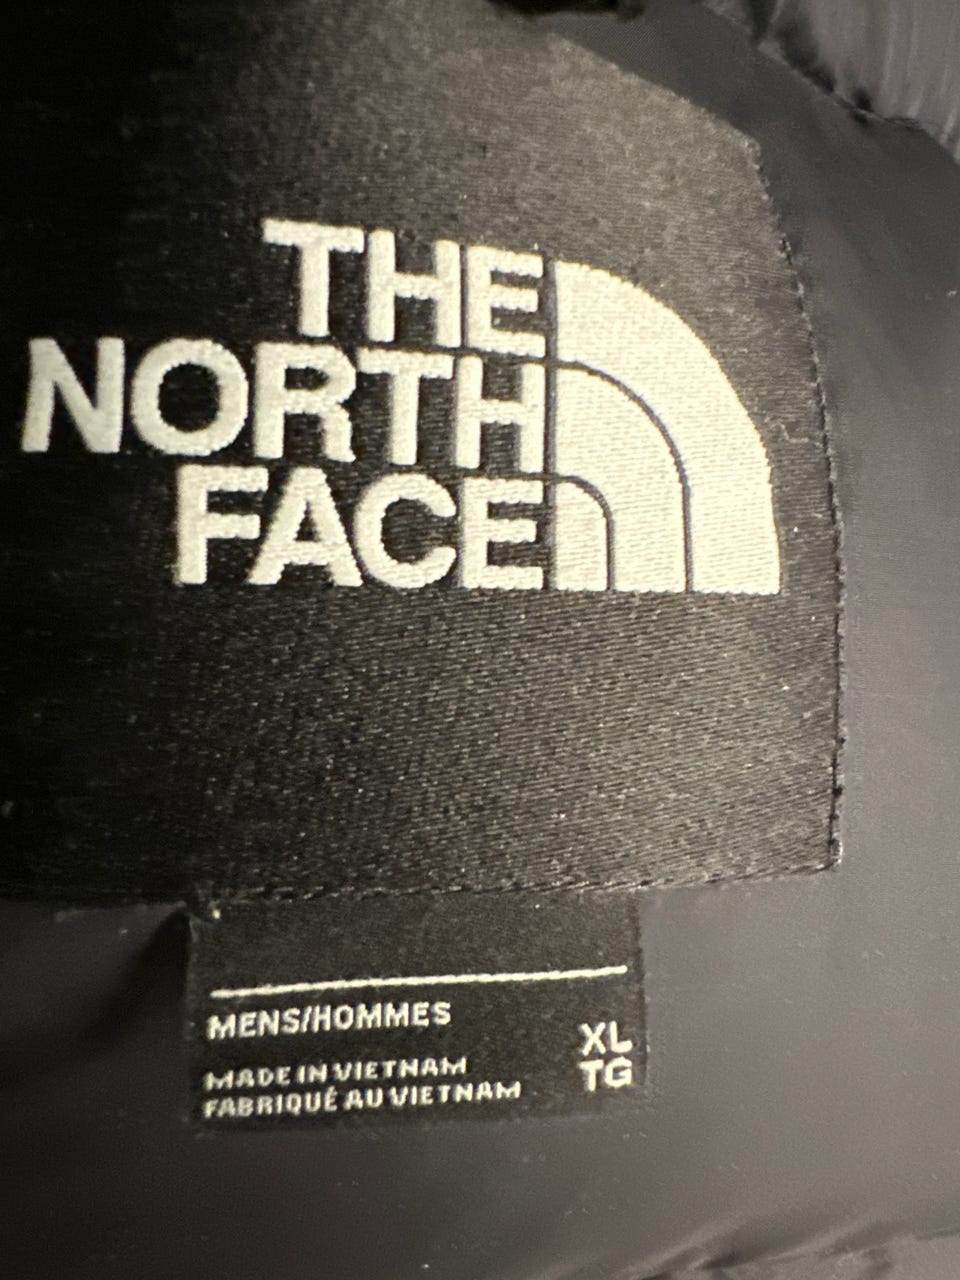 THE
NORTH
FACE
MENS/HOMMES
XL
TG
MADE IN VIETNAM
FABRIQUÉ AU VIETNAM